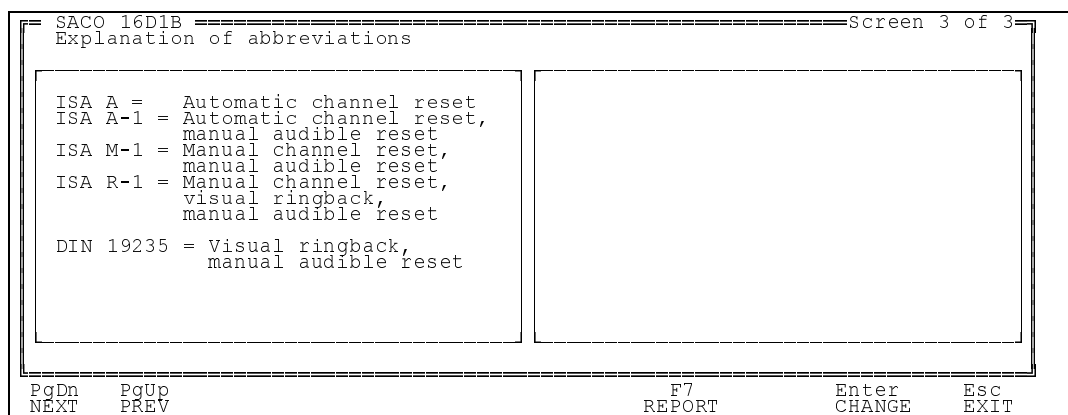 SACO 16D1B Screen 3 of 3
Explanation of abbreviations
ISA A = Automatic channel reset
ISA A-1 = Automatic channel reset,
manual audible reset
ISA M-1 = Manual channel reset,
manual audible reset
ISA R-1 = Manual channel reset,
visual ringback,
manual audible reset
DIN 19235 = Visual ringback,
manual audible reset
PgDn PgUp F7 Enter Esc
NEXT PREV REPORT CHANGE EXIT